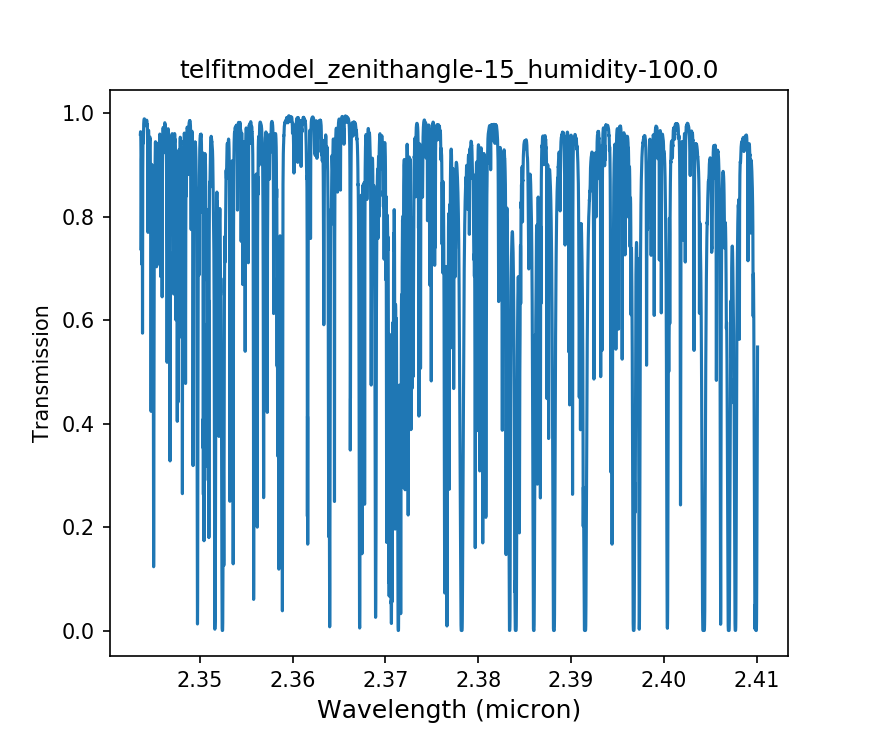 telfitmodel_zenithangle-15_humidity-100.0
1.0
0.8
0.6
0.4
0.2
0.0
Transmission
2.35 2.36 2.37 2.38 2.39 2.40 2.41
Wavelength (micron)